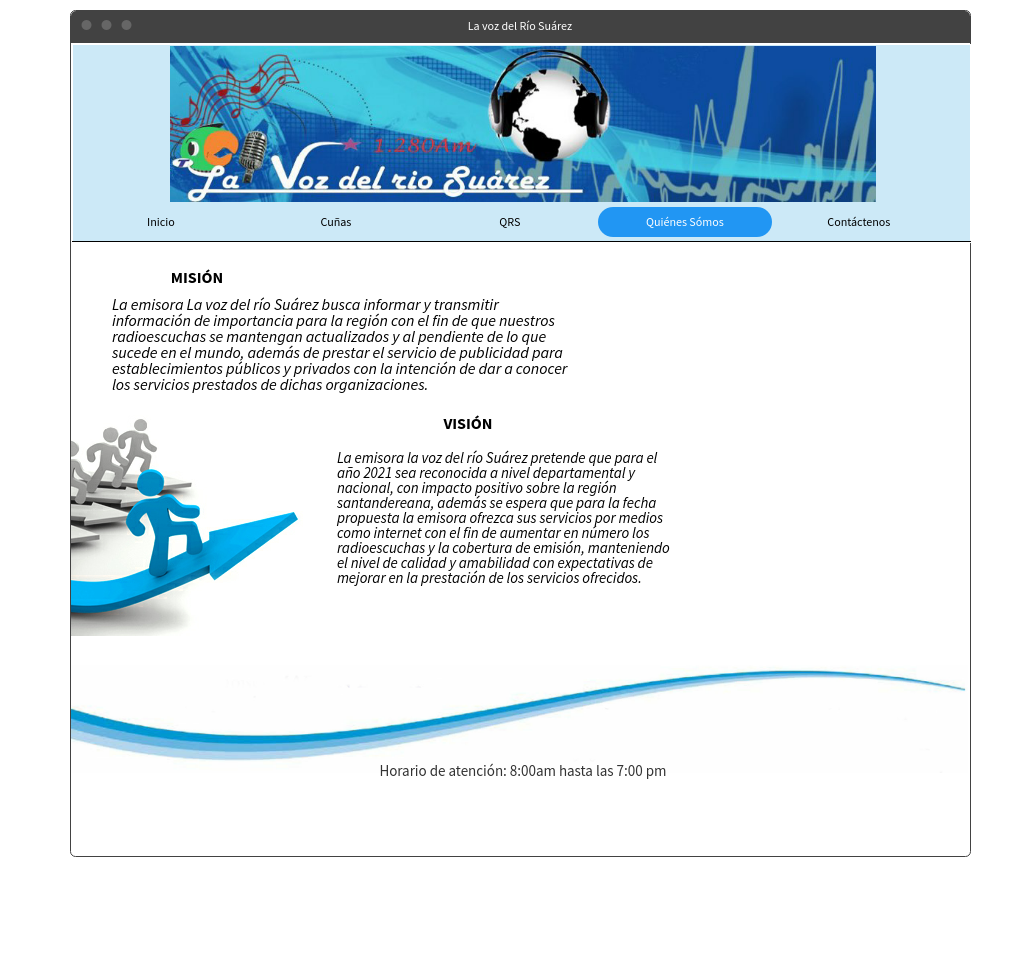 La voz del Río Suárez
1.280Am
La Voz del rio Suárez
Inicio
Cuñas
QRS
Quiénes Sómos
Contáctenos
MISIÓN
La emisora La voz del río Suárez busca informar y transmitir
información de importancia para la región con el fin de que nuestros
radioescuchas se mantengan actualizados y al pendiente de lo que
sucede en el mundo, además de prestar el servicio de publicidad para
establecimientos públicos y privados con la intención de dar a conocer
los servicios prestados de dichas organizaciones.
VISIÓN
La emisora la voz del río Suárez pretende que para el
año 2021 sea reconocida a nivel departamental y
nacional, con impacto positivo sobre la región
santandereana, además se espera que para la fecha
propuesta la emisora ofrezca sus servicios por medios
como internet con el fin de aumentar en número los
radioescuchas y la cobertura de emisión, manteniendo
el nivel de calidad y amabilidad con expectativas de
mejorar en la prestación de los servicios ofrecidos.
Horario de atención: 8:00am hasta las 7:00 pm